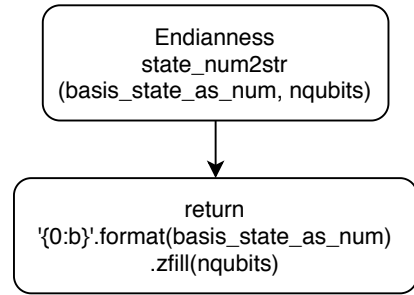 Endianness
state_num2str
(basis_state_as_num, nqubits)
return
'{0:b}'.format(basis_state_as_num)
.zfill(nqubits)